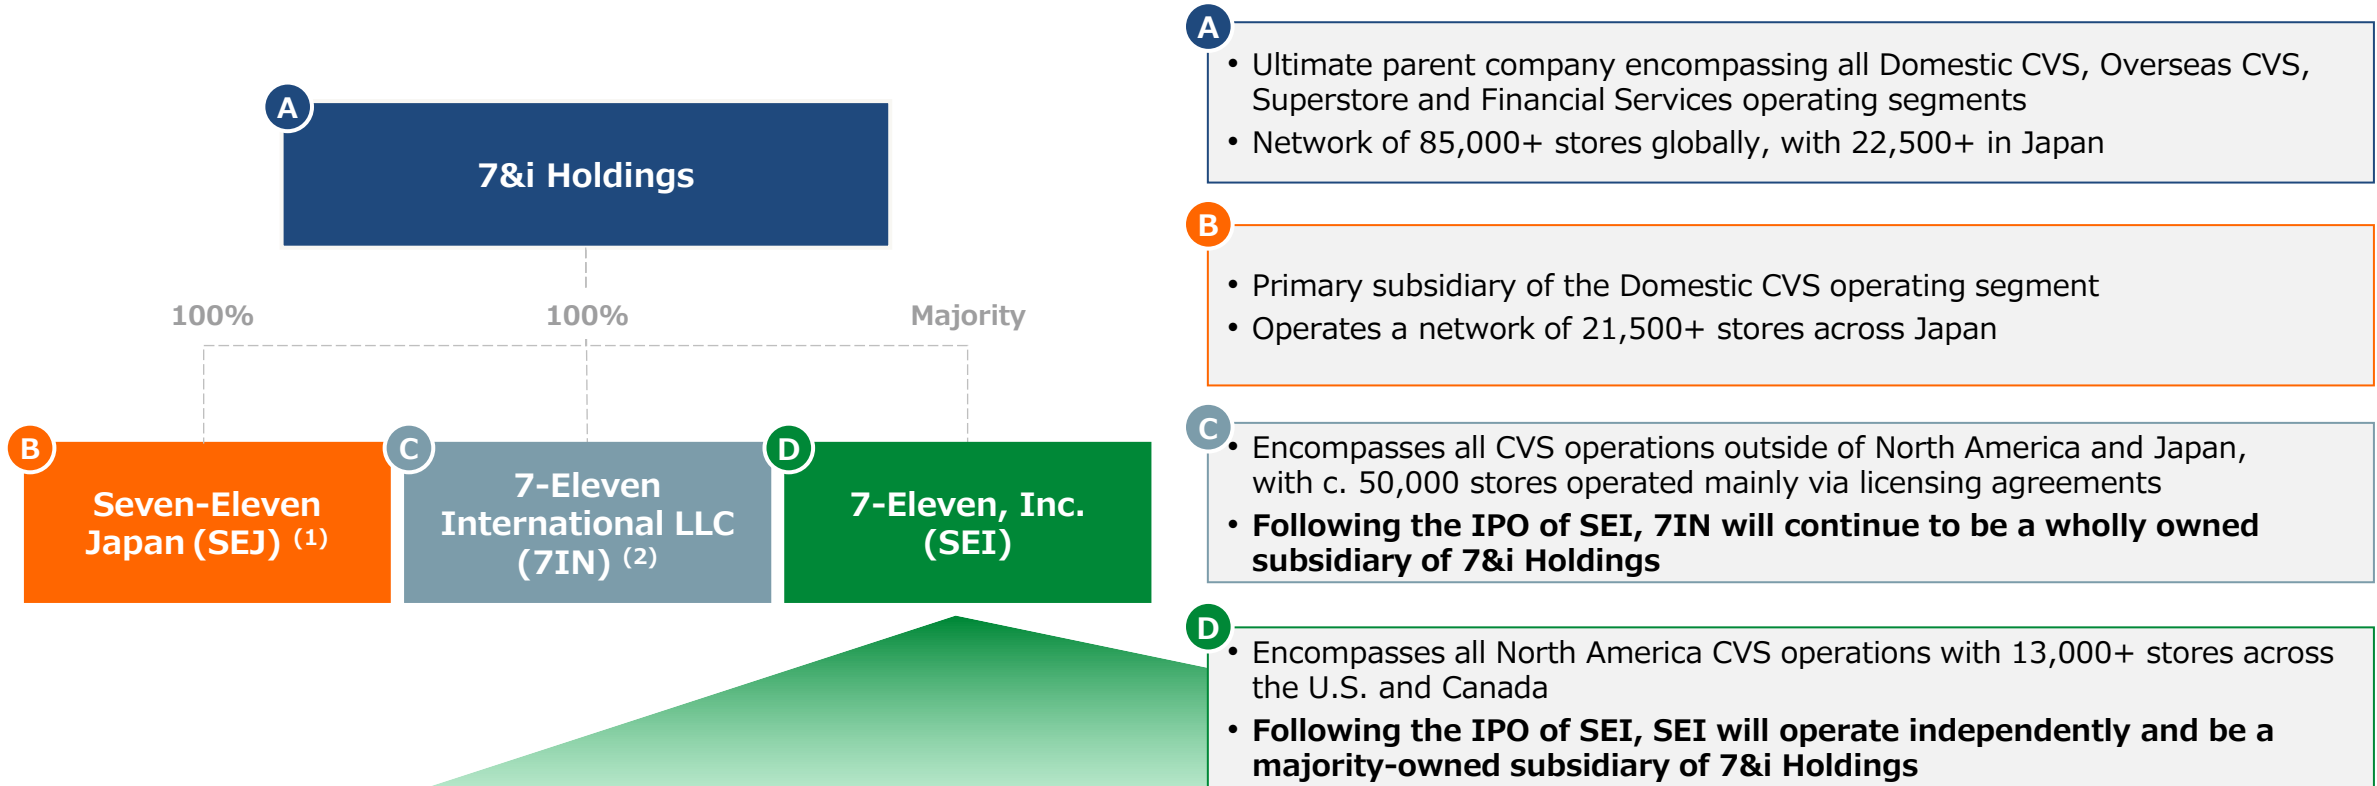 A
7&i Holdings
100%
100%
Majority
B
Seven-Eleven
Japan (SEJ) (1)
C
7-Eleven
International LLC
(7IN) (2)
D
7-Eleven, Inc.
(SEI)
A
• Ultimate parent company encompassing all Domestic CVS, Overseas CVS,
Superstore and Financial Services operating segments
• Network of 85,000+ stores globally, with 22,500+ in Japan
B
• Primary subsidiary of the Domestic CVS operating segment
• Operates a network of 21,500+ stores across Japan
C
• Encompasses all CVS operations outside of North America and Japan,
with c. 50,000 stores operated mainly via licensing agreements
• Following the IPO of SEI, 7IN will continue to be a wholly owned
subsidiary of 7&i Holdings
D
• Encompasses all North America CVS operations with 13,000+ stores across
the U.S. and Canada
• Following the IPO of SEI, SEI will operate independently and be a
majority-owned subsidiary of 7&i Holdings